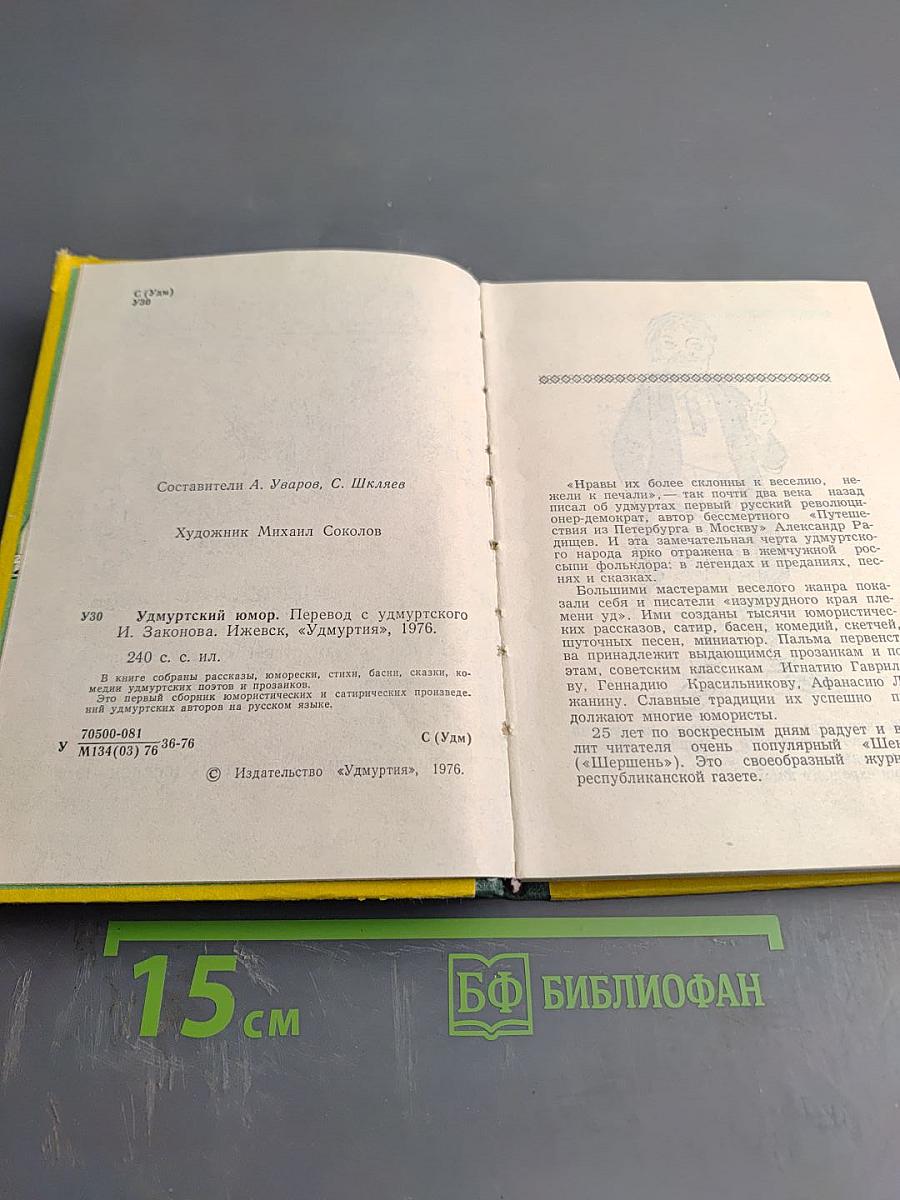 С (Удм)
У30
Составители А. Уваров, С. Шкляев
Художник Михаил Соколов
У30 Удмуртский юмор. Перевод с удмуртского
И. Законова. Ижевск, «Удмуртия», 1976.
240 с. с. ил.
В книге собраны рассказы, юморески, стихи, басни, сказки, ко-
медии удмуртских поэтов и прозаиков.
Это первый сборник юмористических и сатирических произведе-
ний удмуртских авторов на русском языке.
70500-081
У М134(03) 76 36-76 С (Удм)
© Издательство «Удмуртия», 1976.
«Нравы их более склонны к веселию, не-
жели к печали», — так почти два века назад
писал об удмуртах первый русский революци-
онер-демократ, автор бессмертного «Путеше-
ствия из Петербурга в Москву» Александр Ра-
дищев. И эта замечательная черта удмуртско-
го народа ярко отражена в жемчужной рос-
сыпи фольклора: в легендах и преданиях, пес-
нях и сказках.
Большими мастерами веселого жанра пока-
зали себя и писатели «изумрудного края пле-
мени уд». Ими созданы тысячи юмористичес-
ких рассказов, сатир, басен, комедий, скетчей,
шуточных песен, миниатюр. Пальма первенст-
ва принадлежит выдающимся прозаикам и по
этам, советским классикам Игнатию Гаврил
ву, Геннадию Красильникову, Афанасию Л
жанину. Славные традиции их успешно п
должают многие юмористы.
25 лет по воскресным дням радует и в
лит читателя очень популярный «Шен
(«Шершень»). Это своеобразный журн
республиканской газете.
15 см
БФ БИБЛИОФАН